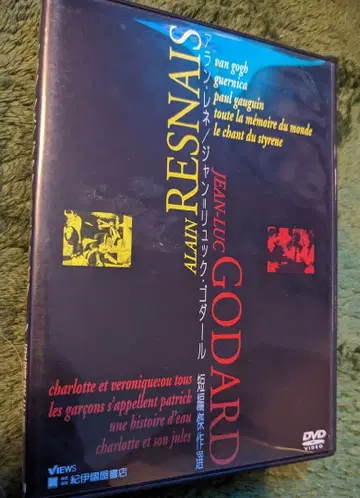 van gogh
guernica
paul gauguin
toute la mémoire du monde
le chant du styrene
ALAIN RESNAIS
アラン・レネ/ジャン=リュック・ゴダール 短篇傑作選
JEAN-LUC GODARD
charlotte et veronique:ou tous
les garçons s'appellent patrick
une histoire d'eau
charlotte et son jules
VIEWS
紀伊國屋書店
DVD
VIDEO